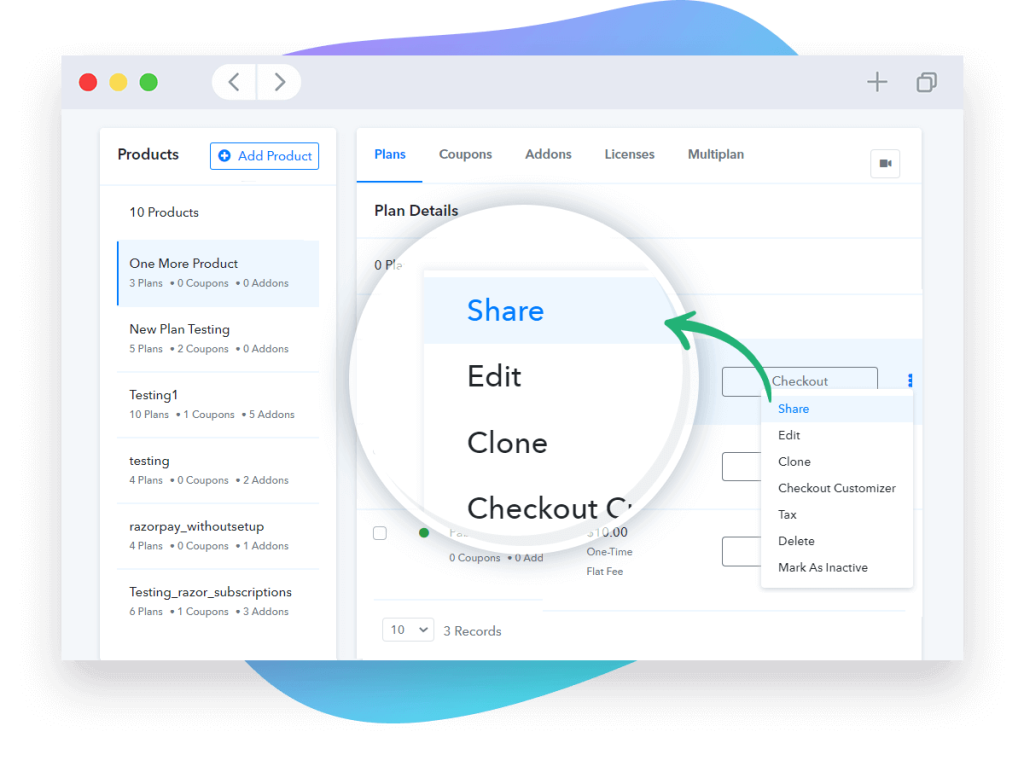 Products
Add Product
10 Products
One More Product
3 Plans • 0 Coupons • 0 Addons
New Plan Testing
5 Plans • 2 Coupons • 0 Addons
Testing1
10 Plans • 1 Coupons • 5 Addons
testing
4 Plans • 0 Coupons • 2 Addons
razorpay_withoutsetup
4 Plans • 0 Coupons • 1 Addons
Testing_razor_subscriptions
6 Plans • 1 Coupons • 3 Addons
Plans Coupons Addons Licenses Multiplan
Plan Details
0
Share
Edit
Clone
Checkout
Checkout
Share
Edit
Clone
Checkout Customizer
Tax
Delete
Mark As Inactive
$10.00
One-Time
Flat Fee
0 Coupons • 0 Add
10
3 Records